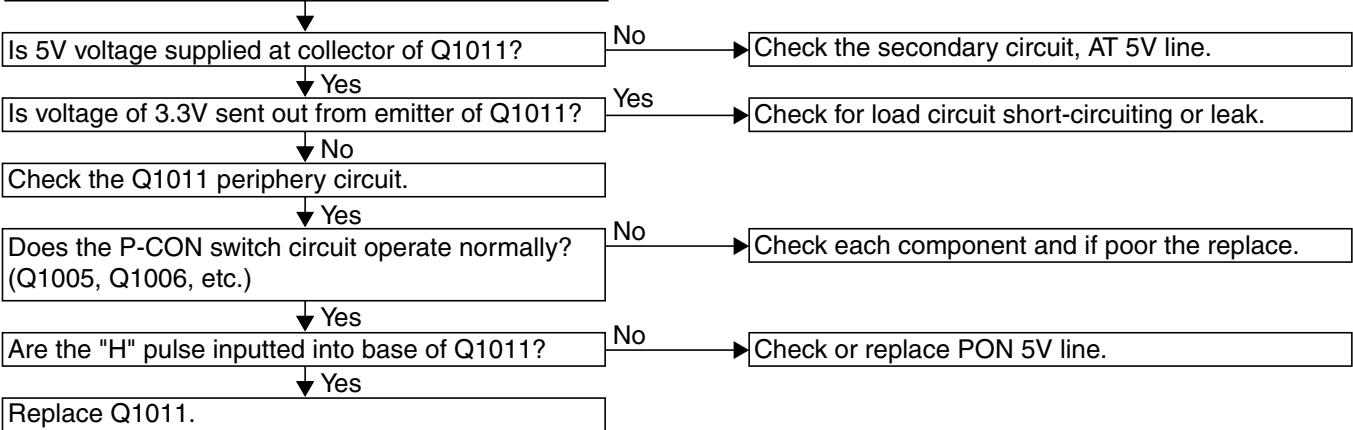 Is 5V voltage supplied at collector of Q1011?
No
Check the secondary circuit, AT 5V line.
Yes
Is voltage of 3.3V sent out from emitter of Q1011?
Yes
Check for load circuit short-circuiting or leak.
No
Check the Q1011 periphery circuit.
Yes
Does the P-CON switch circuit operate normally?
(Q1005, Q1006, etc.)
No
Check each component and if poor the replace.
Yes
Are the "H" pulse inputted into base of Q1011?
No
Check or replace PON 5V line.
Yes
Replace Q1011.